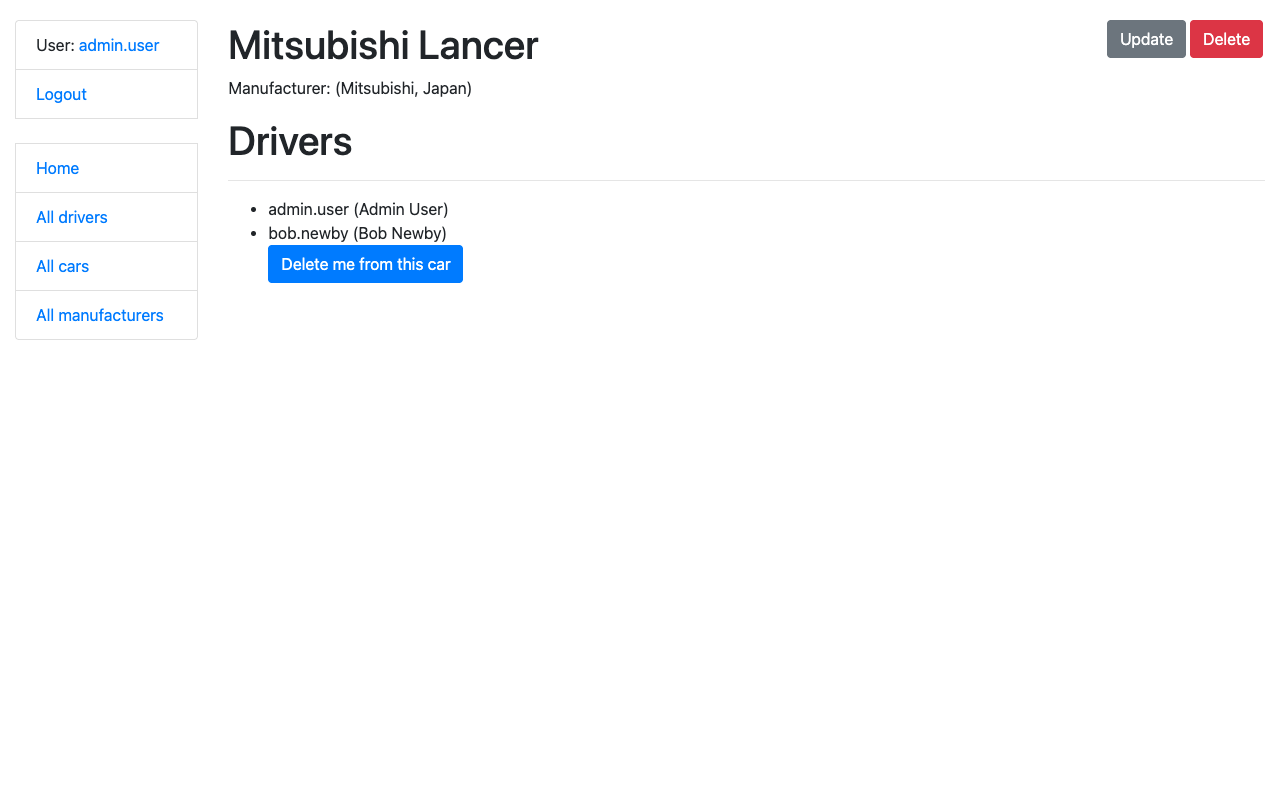 User: admin.user
Logout
Home
All drivers
All cars
All manufacturers
Mitsubishi Lancer
Update
Delete
Manufacturer: (Mitsubishi, Japan)
Drivers
admin.user (Admin User)
bob.newby (Bob Newby)
Delete me from this car